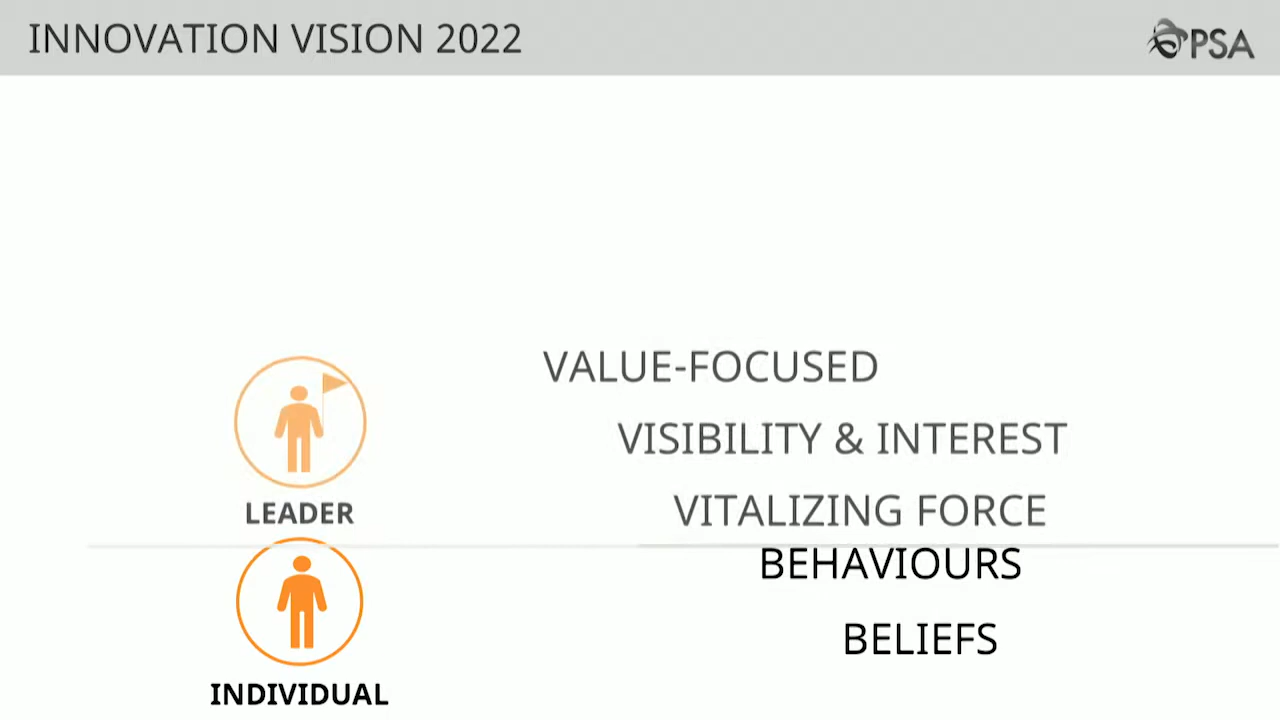 INNOVATION VISION 2022
PSA
VALUE-FOCUSED
VISIBILITY & INTEREST
VITALIZING FORCE
LEADER
BEHAVIOURS
BELIEFS
INDIVIDUAL